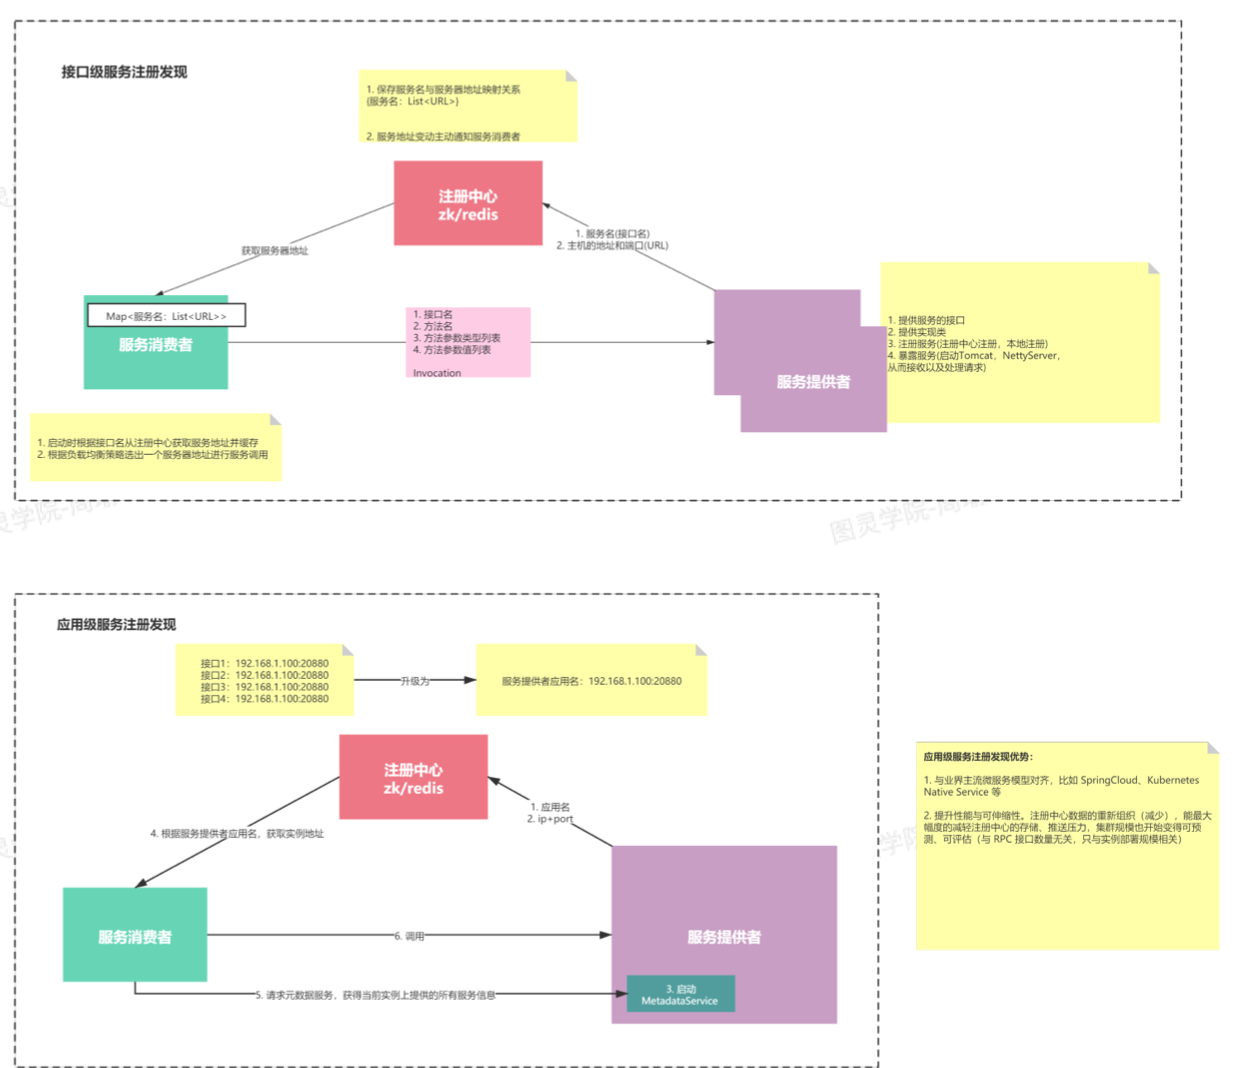 接口级服务注册发现
1. 保存服务名与服务器地址映射关系
(服务名：List<URL>)
2. 服务地址变动主动通知服务消费者
注册中心
zk/redis
获取服务器地址
1. 服务名(接口名)
2. 主机的地址和端口(URL)
Map<服务名：List<URL>>
服务消费者
1. 接口名
2. 方法名
3. 方法参数类型列表
4. 方法参数值列表
Invocation
服务提供者
1. 提供服务的接口
2. 提供实现类
3. 注册服务(注册中心注册，本地注册)
4. 暴露服务(启动Tomcat，NettyServer，
从而接收以及处理请求)
1. 启动时根据接口名从注册中心获取服务地址并缓存
2. 根据负载均衡策略选出一个服务器地址进行服务调用
图灵学院
应用级服务注册发现
接口1：192.168.1.100:20880
接口2：192.168.1.100:20880
接口3：192.168.1.100:20880
接口4：192.168.1.100:20880
升级为
服务提供者应用名：192.168.1.100:20880
注册中心
zk/redis
1. 应用名
2. ip+port
4. 根据服务提供者应用名，获取实例地址
服务消费者
6. 调用
服务提供者
5. 请求元数据服务，获得当前实例上提供的所有服务信息
3. 启动
MetadataService
应用级服务注册发现优势：
1. 与业界主流微服务模型对齐，比如 SpringCloud、Kubernetes
Native Service 等
2. 提升性能与可伸缩性。注册中心数据的重新组织（减少），能最大
幅度的减轻注册中心的存储、推送压力，集群规模也开始变得可预
测、可评估（与 RPC 接口数量无关，只与实例部署规模相关）